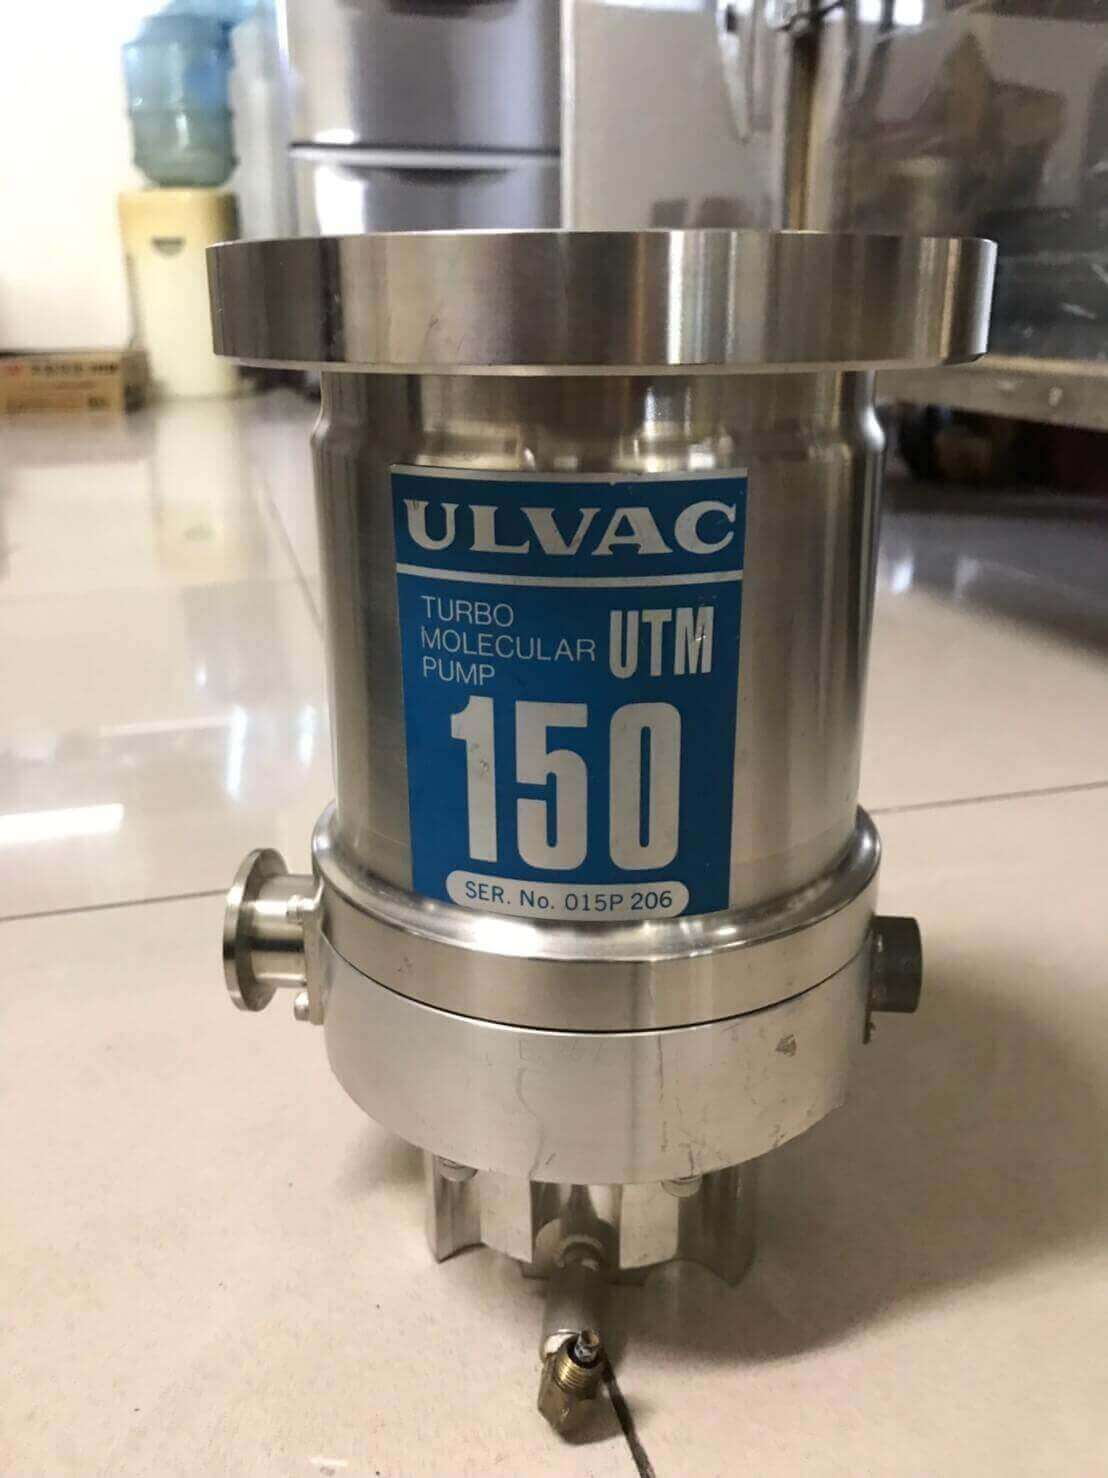 ULVAC
TURBO
MOLECULAR
PUMP
UTM
150
SER. No. 015P 206